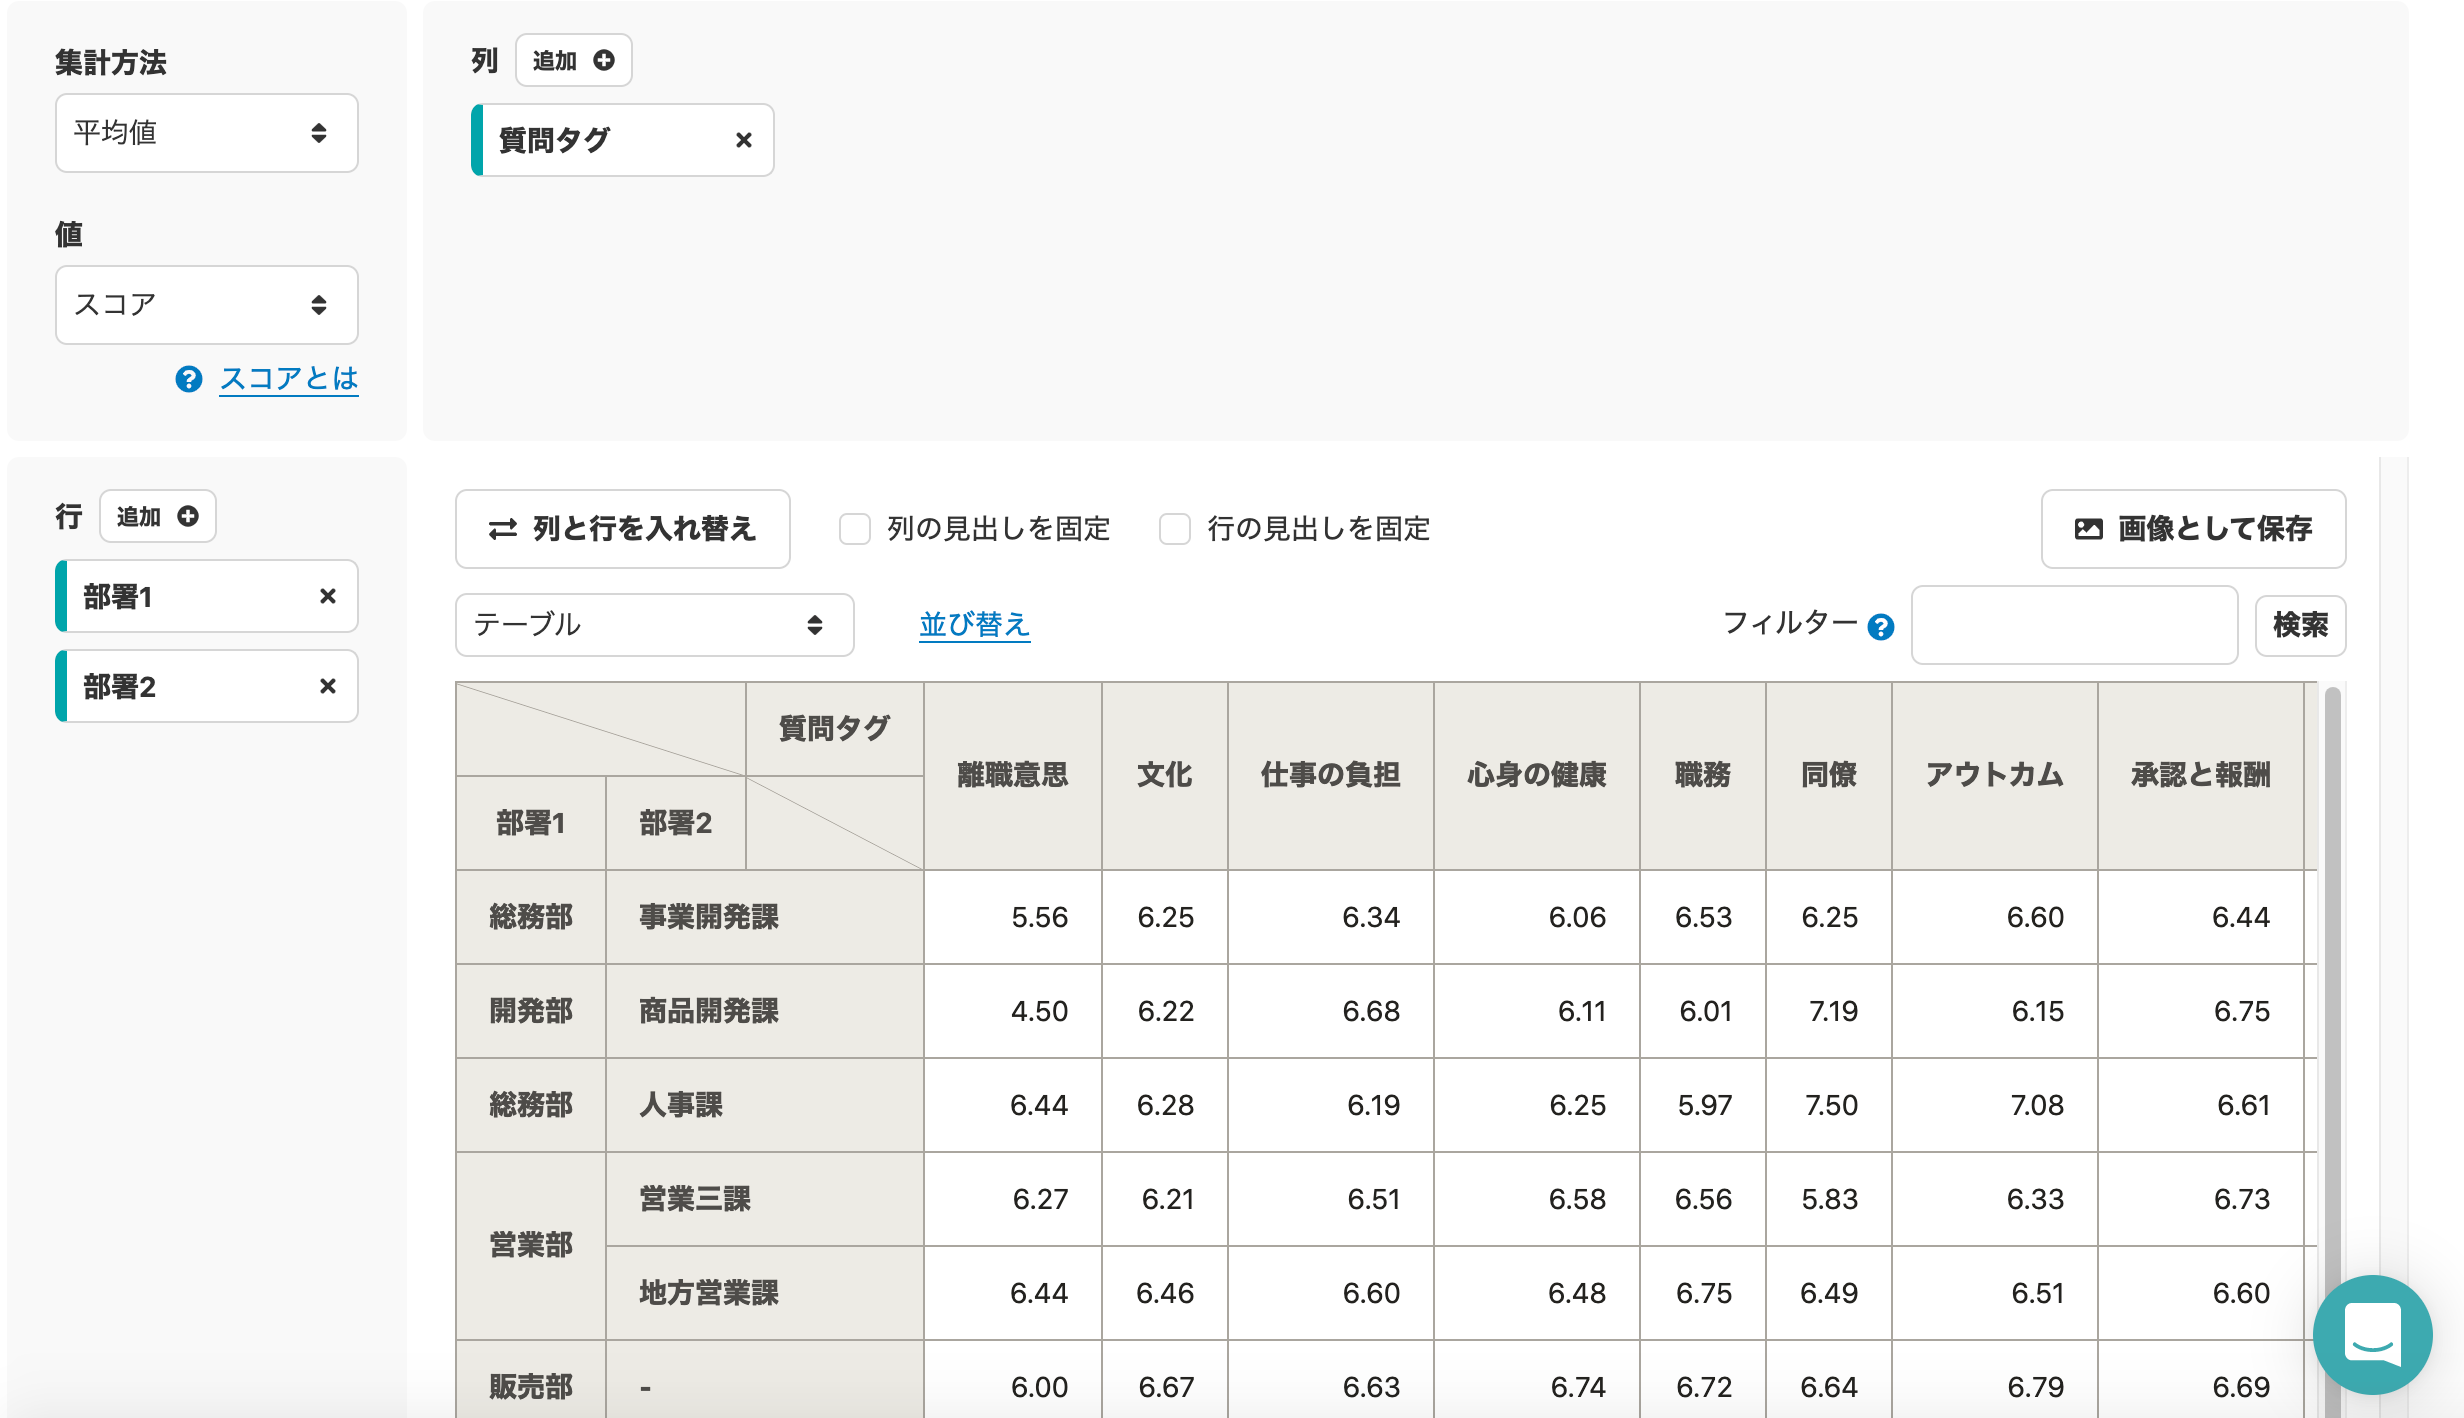 集計方法
平均値
値
スコア
スコアとは
列 追加
質問タグ
行 追加
部署1
部署2
列と行を入れ替え 列の見出しを固定 行の見出しを固定 画像として保存
テーブル 並び替え フィルター 検索
質問タグ
部署1 部署2 離職意思 文化 仕事の負担 心身の健康 職務 同僚 アウトカム 承認と報酬
総務部 事業開発課 5.56 6.25 6.34 6.06 6.53 6.25 6.60 6.44
開発部 商品開発課 4.50 6.22 6.68 6.11 6.01 7.19 6.15 6.75
総務部 人事課 6.44 6.28 6.19 6.25 5.97 7.50 7.08 6.61
営業部 営業三課 6.27 6.21 6.51 6.58 6.56 5.83 6.33 6.73
地方営業課 6.44 6.46 6.60 6.48 6.75 6.49 6.51 6.60
販売部 - 6.00 6.67 6.63 6.74 6.72 6.64 6.79 6.69